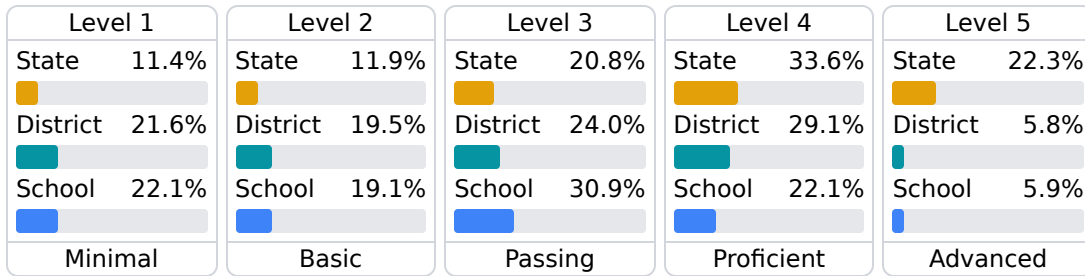 Level 1
State 11.4%
District 21.6%
School 22.1%
Minimal
Level 2
State 11.9%
District 19.5%
School 19.1%
Basic
Level 3
State 20.8%
District 24.0%
School 30.9%
Passing
Level 4
State 33.6%
District 29.1%
School 22.1%
Proficient
Level 5
State 22.3%
District 5.8%
School 5.9%
Advanced